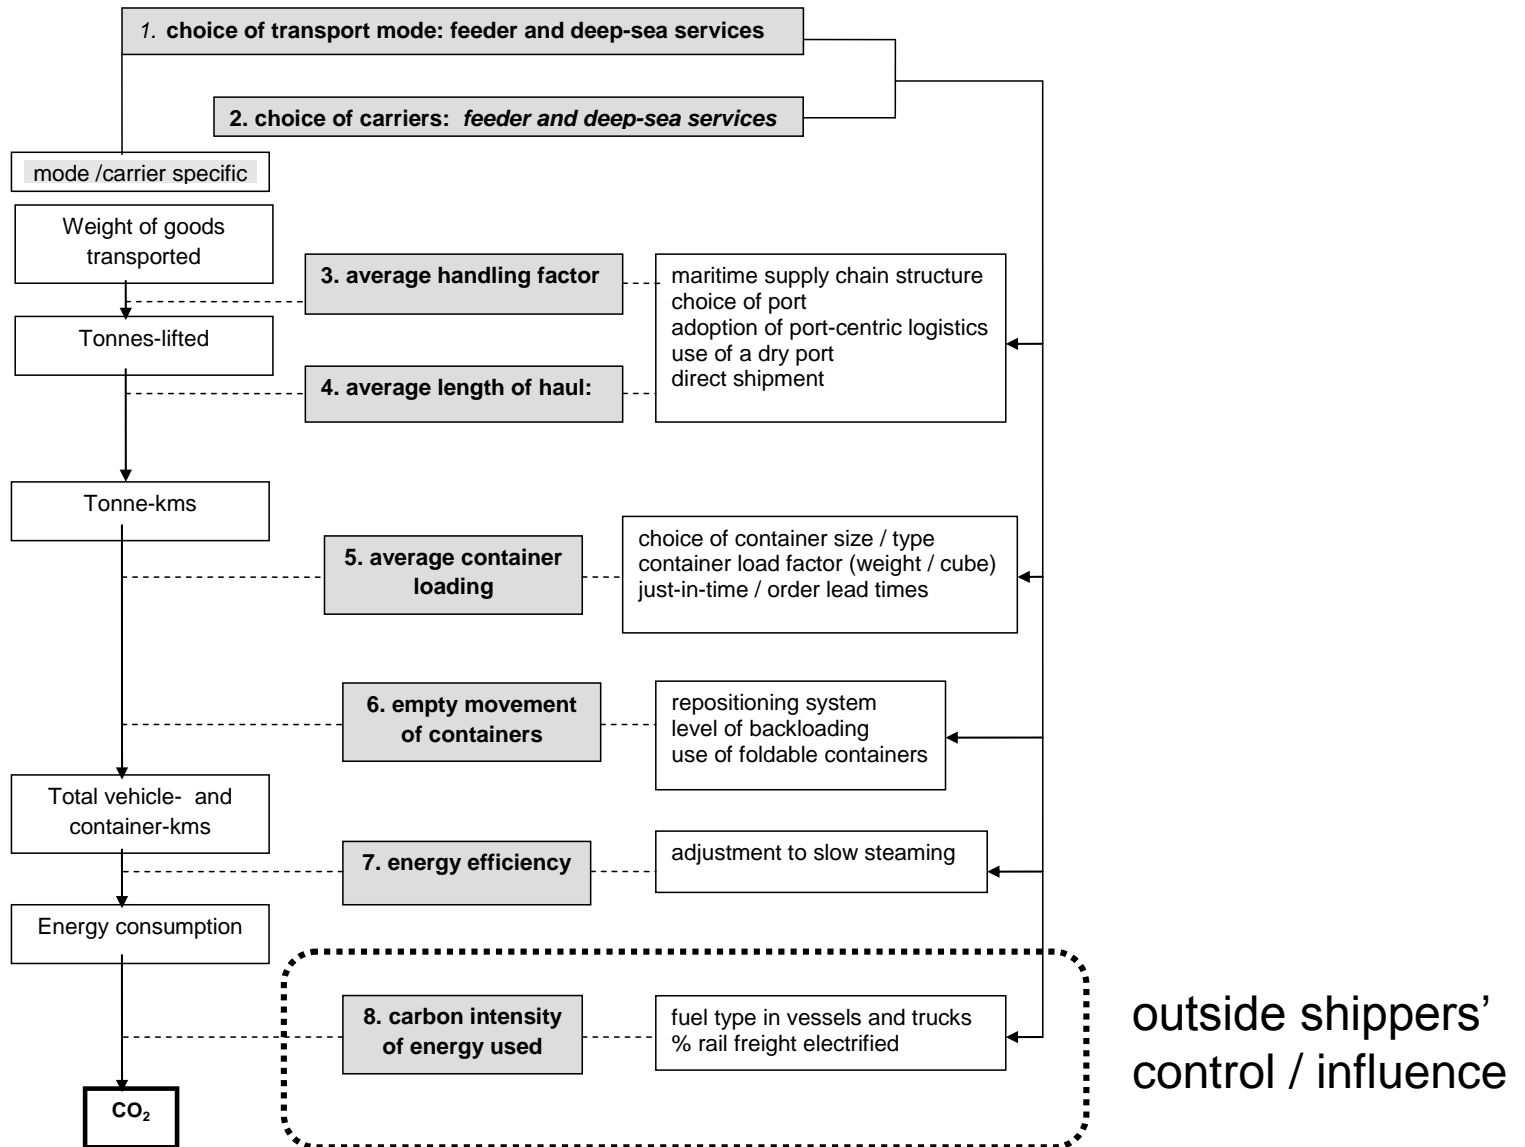 1. choice of transport mode: feeder and deep-sea services
2. choice of carriers: feeder and deep-sea services
mode /carrier specific
Weight of goods
transported
3. average handling factor
maritime supply chain structure
choice of port
adoption of port-centric logistics
use of a dry port
direct shipment
Tonnes-lifted
4. average length of haul:
Tonne-kms
5. average container
loading
choice of container size / type
container load factor (weight / cube)
just-in-time / order lead times
6. empty movement
of containers
repositioning system
level of backloading
use of foldable containers
Total vehicle- and
container-kms
7. energy efficiency
adjustment to slow steaming
Energy consumption
8. carbon intensity
of energy used
fuel type in vessels and trucks
% rail freight electrified
outside shippers’
control / influence
CO₂